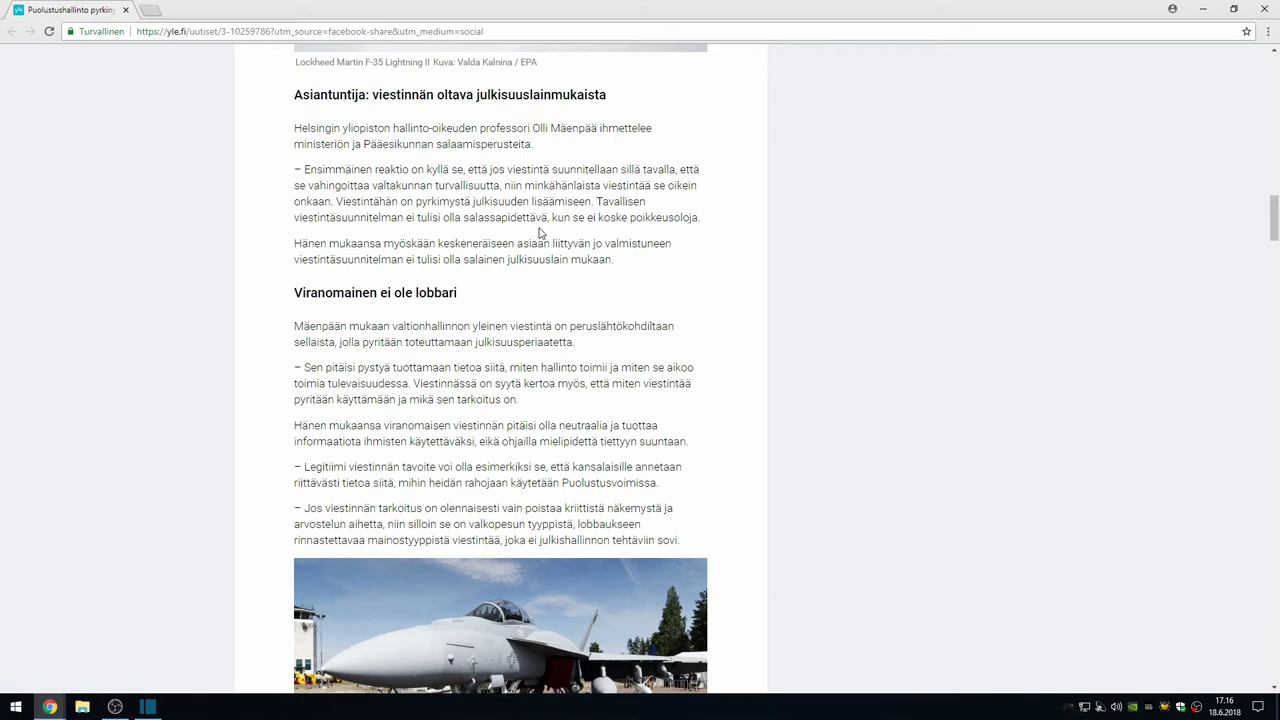 Puolustushallinto pyrkiny
Turvallinen
https://yle.fi/uutiset/3-10259786?utm_source=facebook-share&utm_medium=social
Lockheed Martin F-35 Lightning II Kuva: Valda Kalnina / EPA
Asiantuntija: viestinnän oltava julkisuuslainmukaista
Helsingin yliopiston hallinto-oikeuden professori Olli Mäenpää ihmettelee
ministeriön ja Pääesikunnan salaamisperusteita.
– Ensimmäinen reaktio on kyllä se, että jos viestintä suunnitellaan sillä tavalla, että
se vahingoittaa valtakunnan turvallisuutta, niin minkähänlaista viestintää se oikein
onkaan. Viestintähän on pyrkimystä julkisuuden lisäämiseen. Tavallisen
viestintäsuunnitelman ei tulisi olla salassapidettävä, kun se ei koske poikkeusoloja.
Hänen mukaansa myöskään keskeneräiseen asiaan liittyvän jo valmistuneen
viestintäsuunnitelman ei tulisi olla salainen julkisuuslain mukaan.
Viranomainen ei ole lobbari
Mäenpään mukaan valtionhallinnon yleinen viestintä on peruslähtökohdiltaan
sellaista, jolla pyritään toteuttamaan julkisuusperiaatetta.
– Sen pitäisi pystyä tuottamaan tietoa siitä, miten hallinto toimii ja miten se aikoo
toimia tulevaisuudessa. Viestinnässä on syytä kertoa myös, että miten viestintää
pyritään käyttämään ja mikä sen tarkoitus on.
Hänen mukaansa viranomaisen viestinnän pitäisi olla neutraalia ja tuottaa
informaatiota ihmisten käytettäväksi, eikä ohjailla mielipidettä tiettyyn suuntaan.
– Legitiimi viestinnän tavoite voi olla esimerkiksi se, että kansalaisille annetaan
riittävästi tietoa siitä, mihin heidän rahojaan käytetään Puolustusvoimissa.
– Jos viestinnän tarkoitus on olennaisesti vain poistaa kriittistä näkemystä ja
arvostelun aihetta, niin silloin se on valkopesun tyyppistä, lobbaukseen
rinnastettavaa mainostyyppistä viestintää, joka ei julkishallinnon tehtäviin sovi.
17.16
18.6.2018